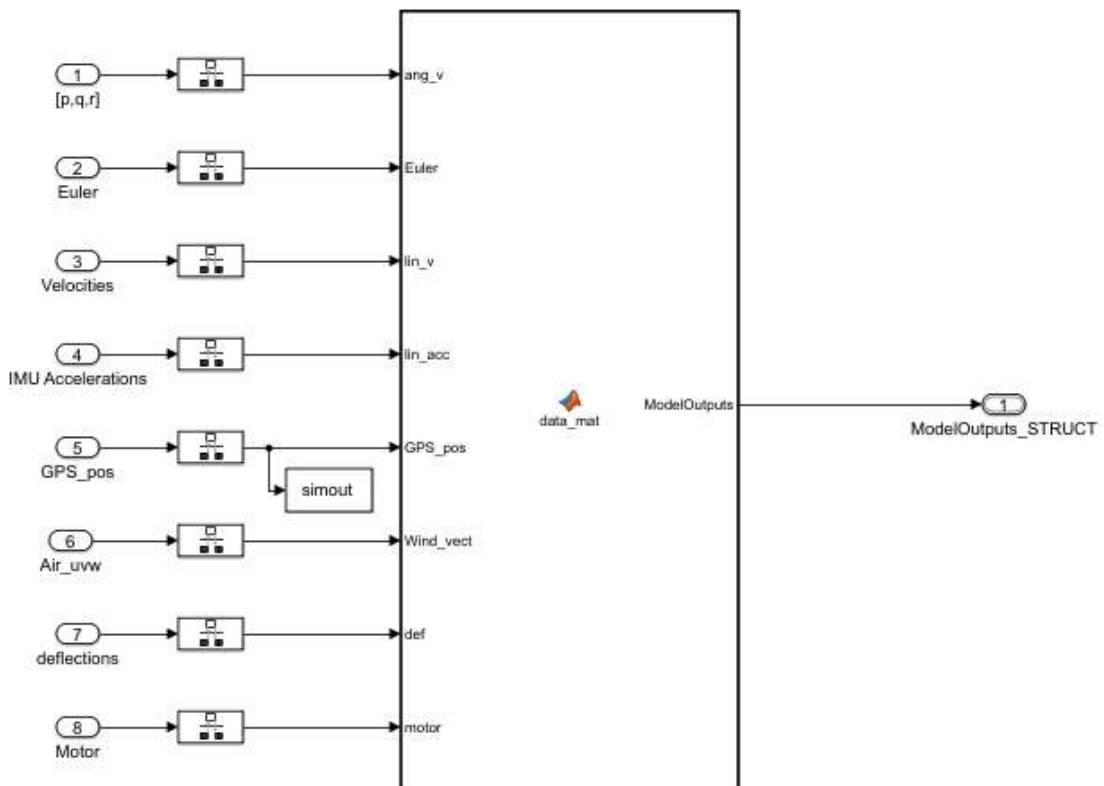 1
[p,q,r]
ang_v
2
Euler
Euler
3
Velocities
lin_v
4
IMU Accelerations
lin_acc
data_mat
ModelOutputs
1
ModelOutputs_STRUCT
5
GPS_pos
GPS_pos
simout
6
Air_uvw
Wind_vect
7
deflections
def
8
Motor
motor